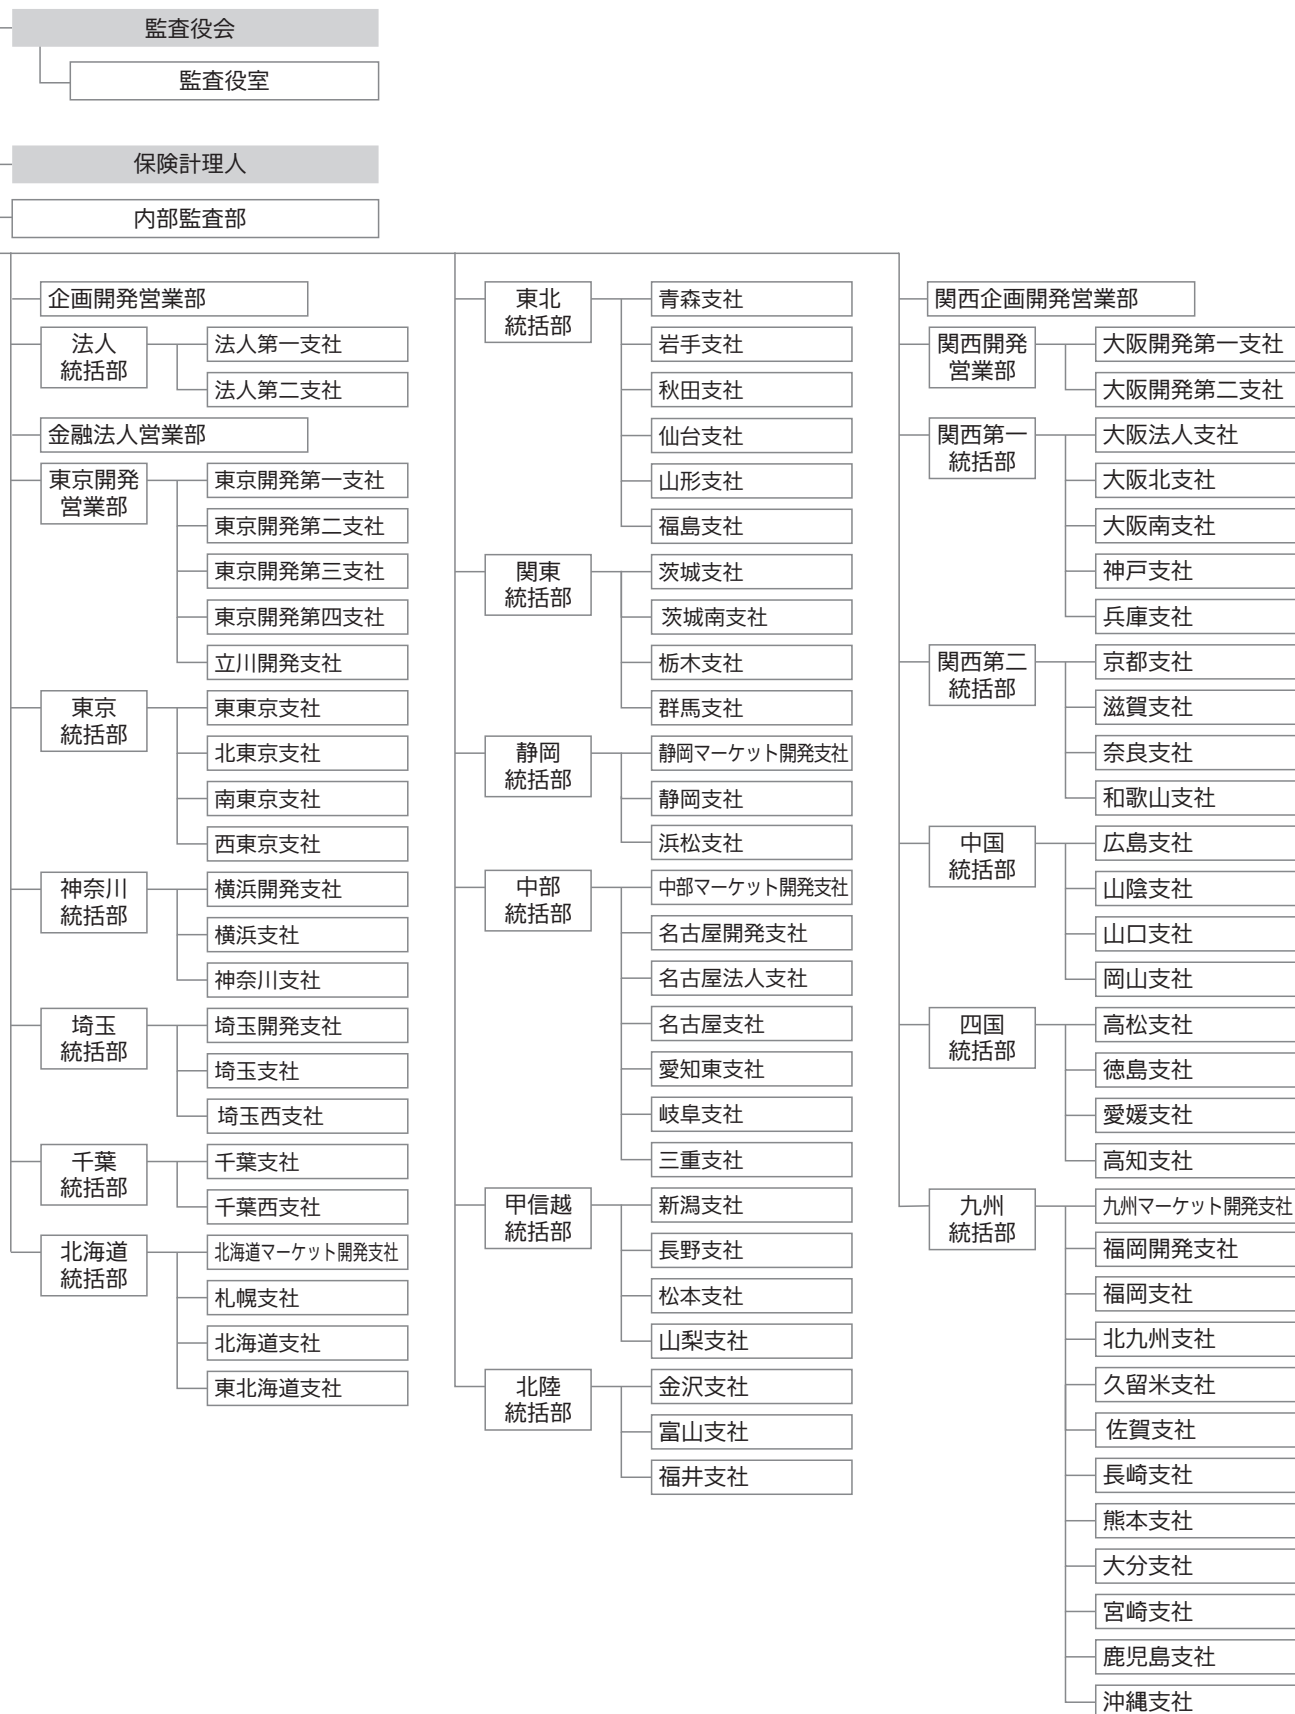 監査役会
監査役室
保険計理人
内部監査部
企画開発営業部
法人
統括部
法人第一支社
法人第二支社
金融法人営業部
東京開発
営業部
東京開発第一支社
東京開発第二支社
東京開発第三支社
東京開発第四支社
立川開発支社
東京
統括部
東東京支社
北東京支社
南東京支社
西東京支社
神奈川
統括部
横浜開発支社
横浜支社
神奈川支社
埼玉
統括部
埼玉開発支社
埼玉支社
埼玉西支社
千葉
統括部
千葉支社
千葉西支社
北海道
統括部
北海道マーケット開発支社
札幌支社
北海道支社
東北海道支社
東北
統括部
青森支社
岩手支社
秋田支社
仙台支社
山形支社
福島支社
関東
統括部
茨城支社
茨城南支社
栃木支社
群馬支社
静岡
統括部
静岡マーケット開発支社
静岡支社
浜松支社
中部
統括部
中部マーケット開発支社
名古屋開発支社
名古屋法人支社
名古屋支社
愛知東支社
岐阜支社
三重支社
甲信越
統括部
新潟支社
長野支社
松本支社
山梨支社
北陸
統括部
金沢支社
富山支社
福井支社
関西企画開発営業部
関西開発
営業部
大阪開発第一支社
大阪開発第二支社
関西第一
統括部
大阪法人支社
大阪北支社
大阪南支社
神戸支社
兵庫支社
関西第二
統括部
京都支社
滋賀支社
奈良支社
和歌山支社
中国
統括部
広島支社
山陰支社
山口支社
岡山支社
四国
統括部
高松支社
徳島支社
愛媛支社
高知支社
九州
統括部
九州マーケット開発支社
福岡開発支社
福岡支社
北九州支社
久留米支社
佐賀支社
長崎支社
熊本支社
大分支社
宮崎支社
鹿児島支社
沖縄支社